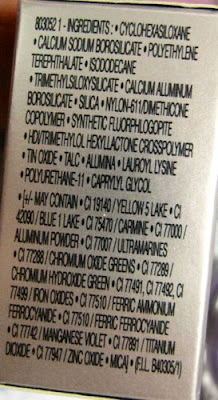 803052 1 - INGREDIENTS : • CYCLOHEXASILOXANE
• CALCIUM SODIUM BOROSILICATE • POLYETHYLENE
TEREPHTHALATE • ISODODECANE
• TRIMETHYLSILOXYSILICATE • CALCIUM ALUMINUM
BOROSILICATE • SILICA • NYLON-611/DIMETHICONE
COPOLYMER • SYNTHETIC FLUORPHLOGOPITE
• HDI/TRIMETHYLOL HEXYLLACTONE CROSSPOLYMER
• TIN OXIDE • TALC • ALUMINA • LAUROYL LYSINE
• POLYURETHANE-11 • CAPRYLYL GLYCOL
• [+/- MAY CONTAIN • CI 19140 / YELLOW 5 LAKE • CI
42090 / BLUE 1 LAKE • CI 75470 / CARMINE • CI 77000 /
ALUMINUM POWDER • CI 77007 / ULTRAMARINES
• CI 77288 / CHROMIUM OXIDE GREENS • CI 77289 /
CHROMIUM HYDROXIDE GREEN • CI 77491, CI 77492, CI
77499 / IRON OXIDES • CI 77510 / FERRIC AMMONIUM
FERROCYANIDE • CI 77510 / FERRIC FERROCYANIDE
• CI 77742 / MANGANESE VIOLET • CI 77891 / TITANIUM
DIOXIDE • CI 77947 / ZINC OXIDE • MICA] • (F.I.L. B40305/1)